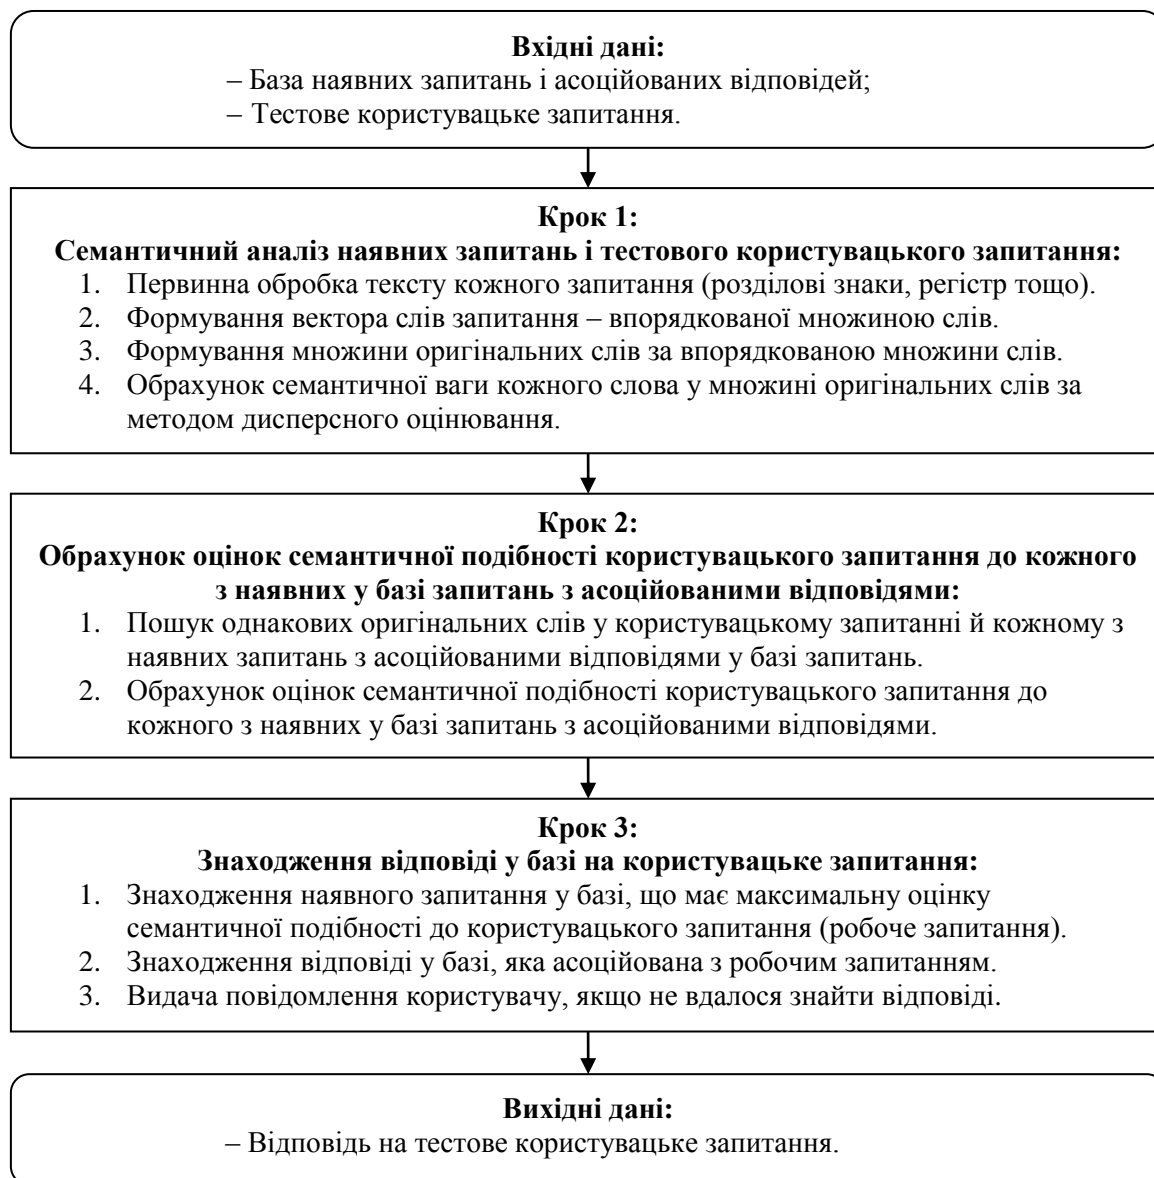 Вхідні дані:
– База наявних запитань і асоційованих відповідей;
– Тестове користувацьке запитання.
Крок 1:
Семантичний аналіз наявних запитань і тестового користувацького запитання:
1. Первинна обробка тексту кожного запитання (розділові знаки, регістр тощо).
2. Формування вектора слів запитання – впорядкованої множиною слів.
3. Формування множини оригінальних слів за впорядкованою множини слів.
4. Обрахунок семантичної ваги кожного слова у множині оригінальних слів за
методом дисперсного оцінювання.
Крок 2:
Обрахунок оцінок семантичної подібності користувацького запитання до кожного
з наявних у базі запитань з асоційованими відповідями:
1. Пошук однакових оригінальних слів у користувацькому запитанні й кожному з
наявних запитань з асоційованими відповідями у базі запитань.
2. Обрахунок оцінок семантичної подібності користувацького запитання до
кожного з наявних у базі запитань з асоційованими відповідями.
Крок 3:
Знаходження відповіді у базі на користувацьке запитання:
1. Знаходження наявного запитання у базі, що має максимальну оцінку
семантичної подібності до користувацького запитання (робоче запитання).
2. Знаходження відповіді у базі, яка асоційована з робочим запитанням.
3. Видача повідомлення користувачу, якщо не вдалося знайти відповіді.
Вихідні дані:
– Відповідь на тестове користувацьке запитання.